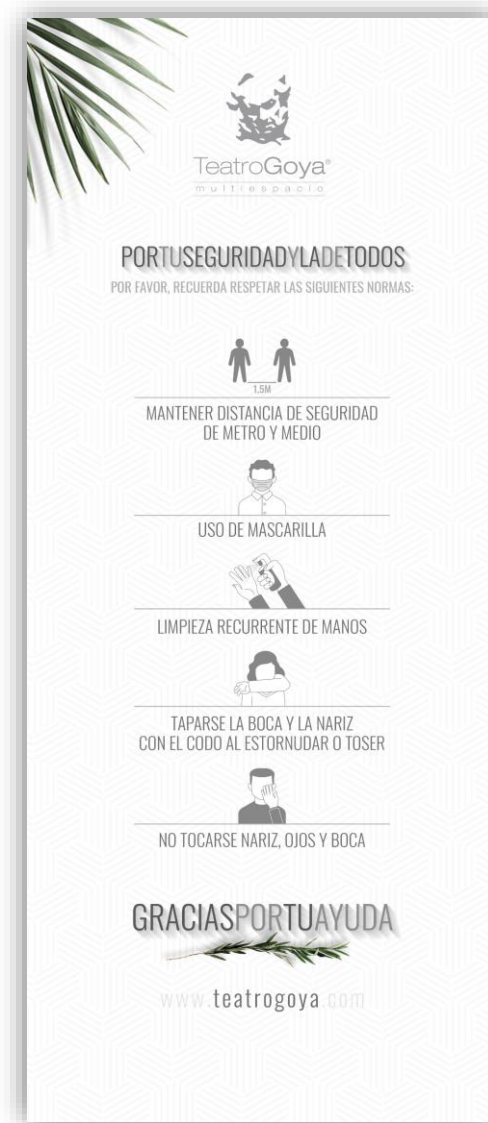 TeatroGoya®
multiespacio
PORTUSEGURIDADYLADETODOS
POR FAVOR, RECUERDA RESPETAR LAS SIGUIENTES NORMAS:
1,5M
MANTENER DISTANCIA DE SEGURIDAD
DE METRO Y MEDIO
USO DE MASCARILLA
LIMPIEZA RECURRENTE DE MANOS
TAPARSE LA BOCA Y LA NARIZ
CON EL CODO AL ESTORNUDAR O TOSER
NO TOCARSE NARIZ, OJOS Y BOCA
GRACIASPORTUAYUDA
www.teatrogoya.com